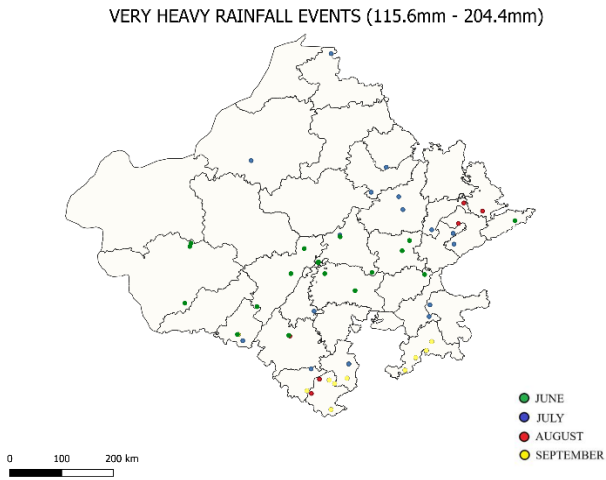 VERY HEAVY RAINFALL EVENTS (115.6mm - 204.4mm)
JUNE
JULY
AUGUST
SEPTEMBER
0 100 200 km